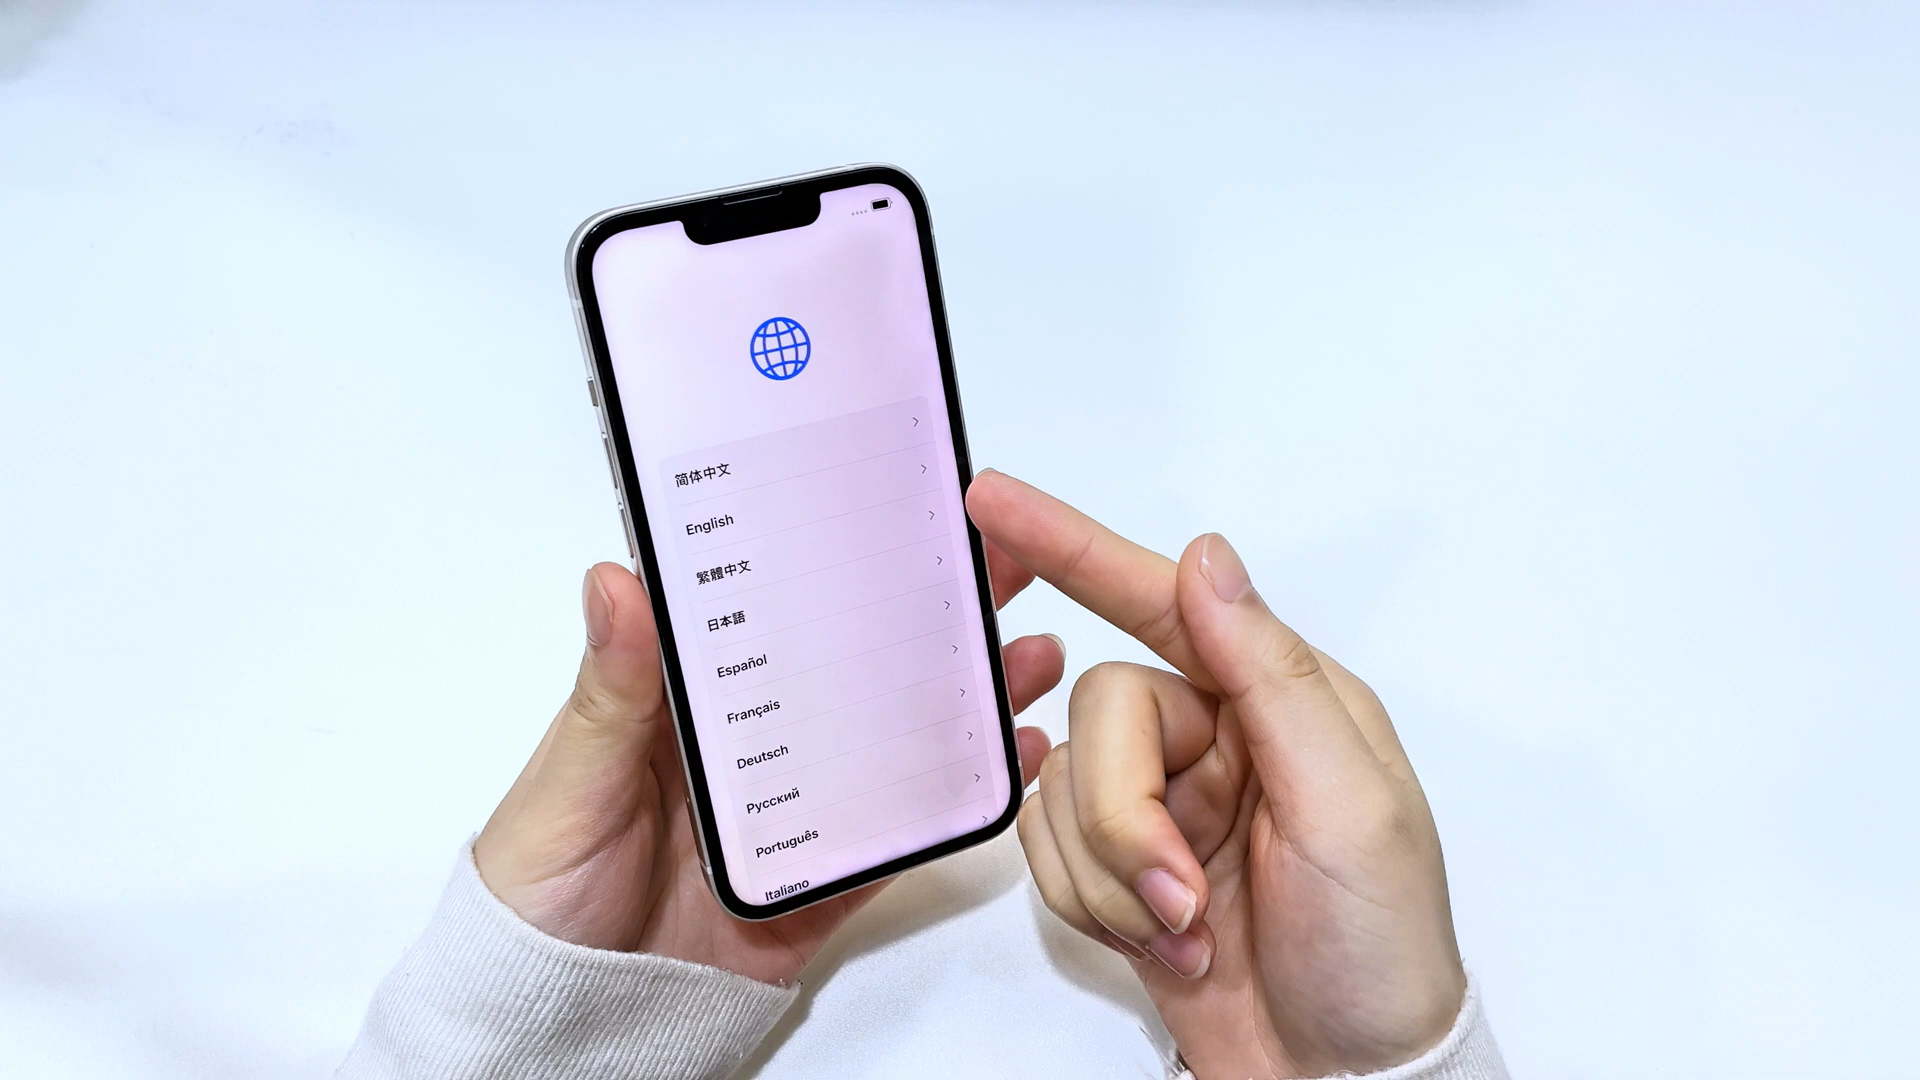 简体中文
English
繁體中文
日本語
Español
Français
Deutsch
Русский
Português
Italiano